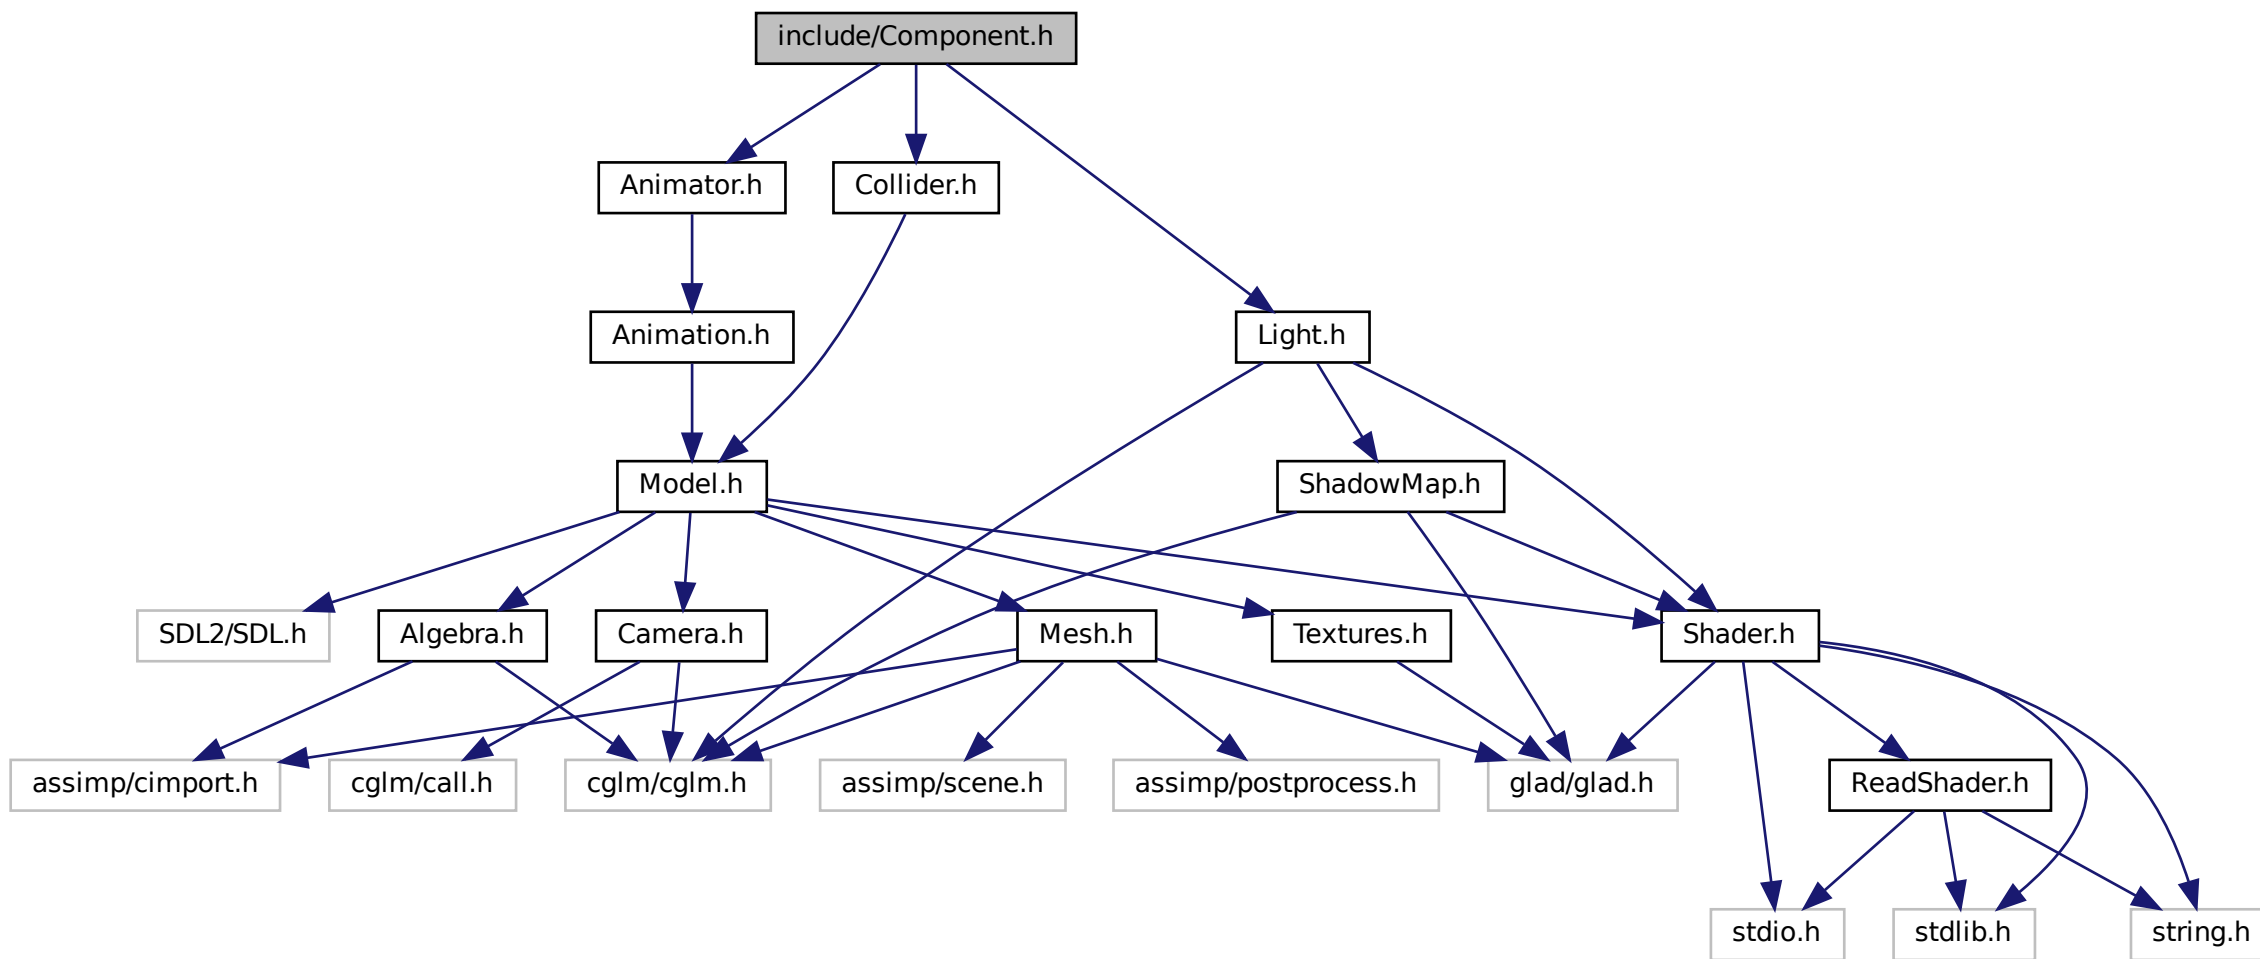 include/Component.h
Animator.h
Collider.h
Animation.h
Light.h
Model.h
ShadowMap.h
SDL2/SDL.h
Algebra.h
Camera.h
Mesh.h
Textures.h
Shader.h
assimp/cimport.h
cglm/call.h
cglm/cglm.h
assimp/scene.h
assimp/postprocess.h
glad/glad.h
ReadShader.h
stdio.h
stdlib.h
string.h